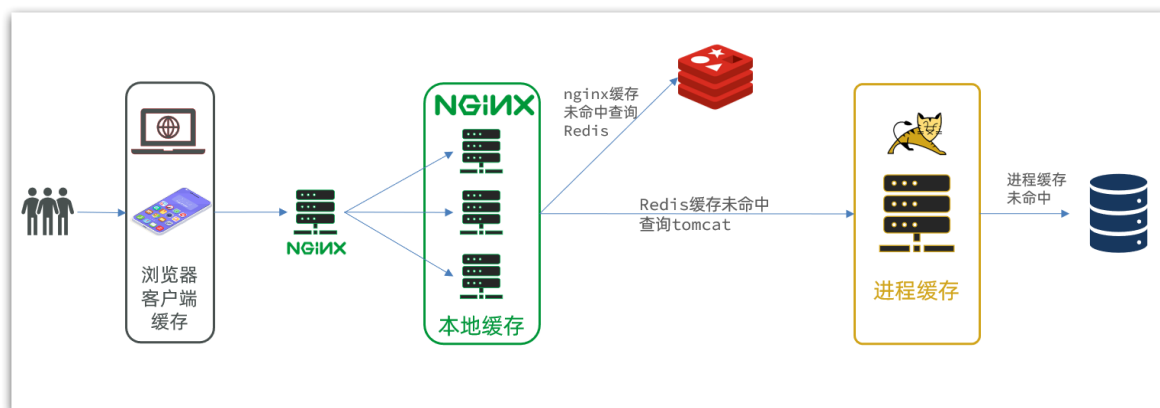 浏览器
客户端
缓存
NGINX
NGINX
本地缓存
nginx缓存
未命中查询
Redis
Redis缓存未命中
查询tomcat
进程缓存
进程缓存
未命中